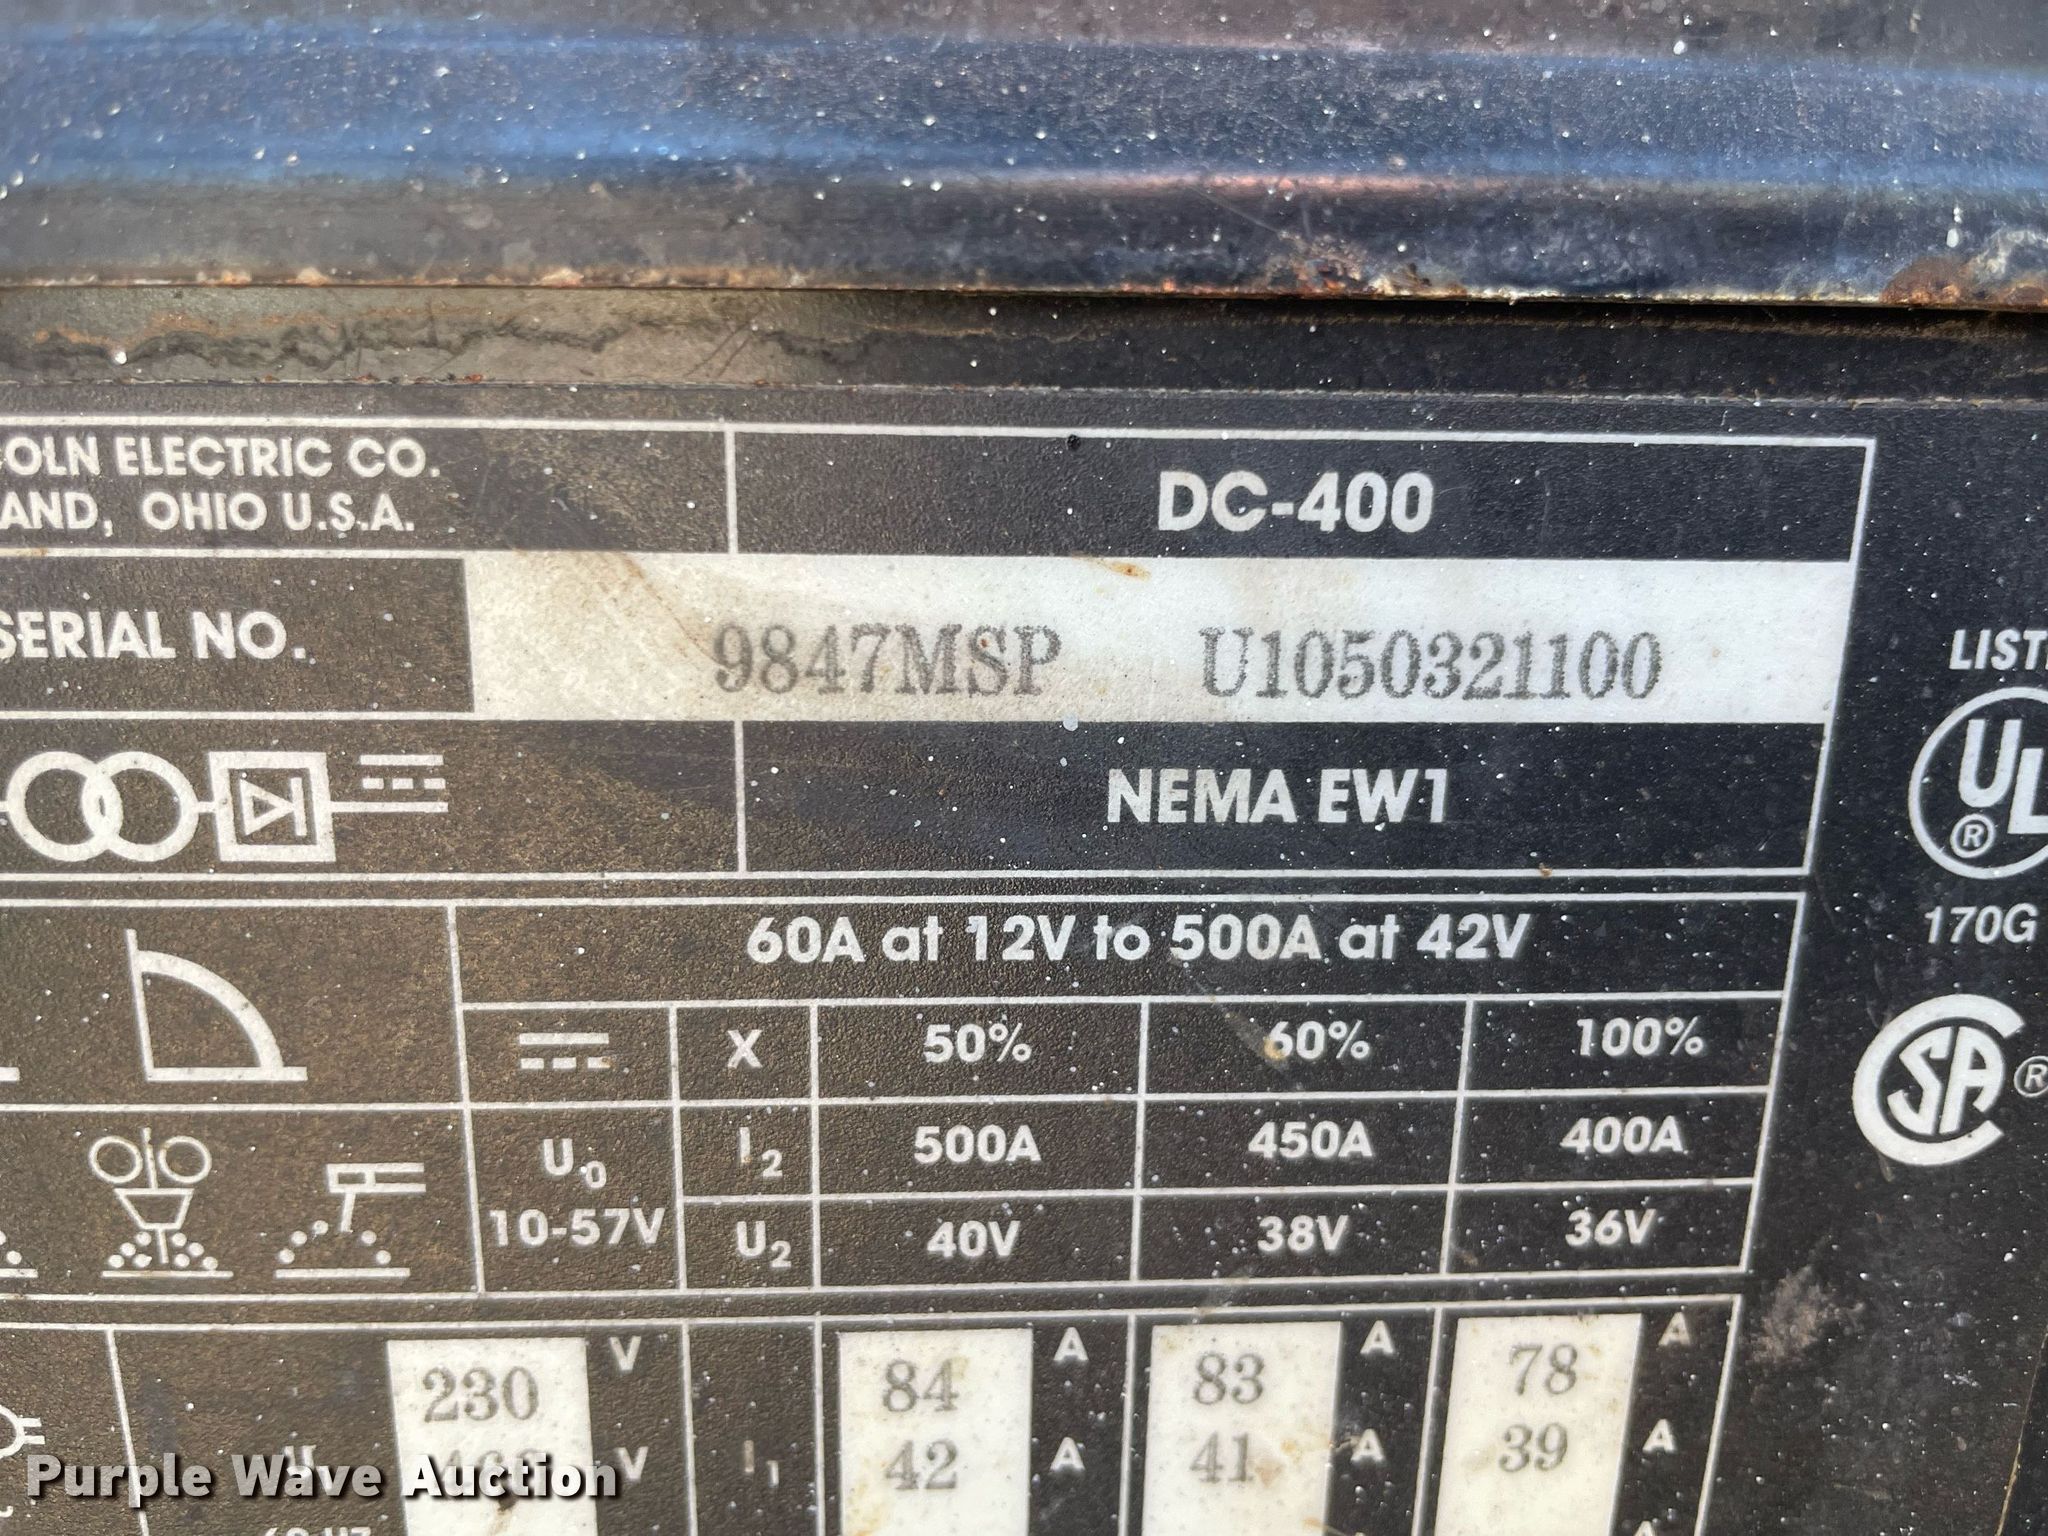 COLN ELECTRIC CO.
AND, OHIO U.S.A.
DC-400
SERIAL NO.
9847MSP U1050321100
NEMA EW1
LIST
UL
®
170G
60A at 12V to 500A at 42V
X 50% 60% 100%
U0 I2 500A 450A 400A
10-57V U2 40V 38V 36V
SA ®
230 V 84 A 83 A 78 A
V I1 42 A 41 A 39 A
Purple Wave Auction